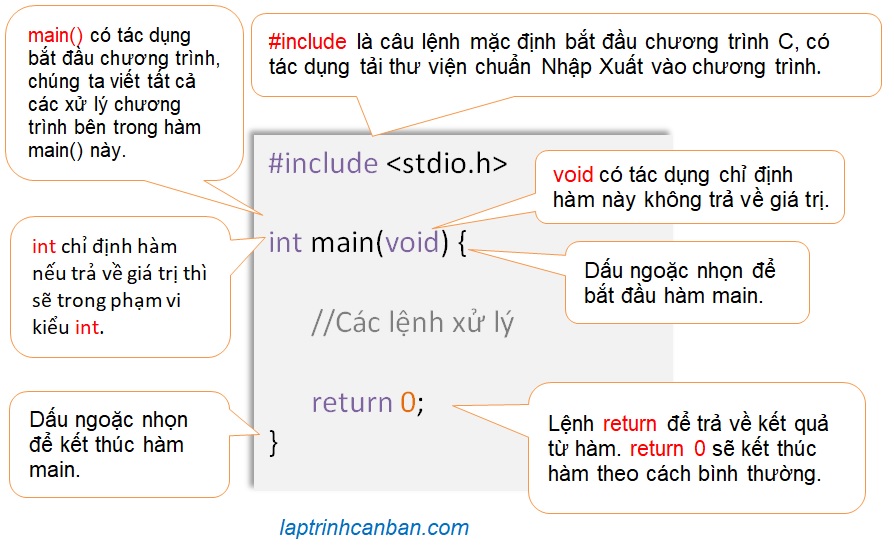 main() có tác dụng
bắt đầu chương trình,
chúng ta viết tất cả
các xử lý chương
trình bên trong hàm
main() này.
#include là câu lệnh mặc định bắt đầu chương trình C, có
tác dụng tải thư viện chuẩn Nhập Xuất vào chương trình.
#include <stdio.h>
void có tác dụng chỉ định
hàm này không trả về giá trị.
int main(void) {
int chỉ định hàm
nếu trả về giá trị thì
sẽ trong phạm vi
kiểu int.
Dấu ngoặc nhọn để
bắt đầu hàm main.
//Các lệnh xử lý
return 0;
}
Dấu ngoặc nhọn
để kết thúc hàm
main.
Lệnh return để trả về kết quả
từ hàm. return 0 sẽ kết thúc
hàm theo cách bình thường.
laptrinhcanban.com